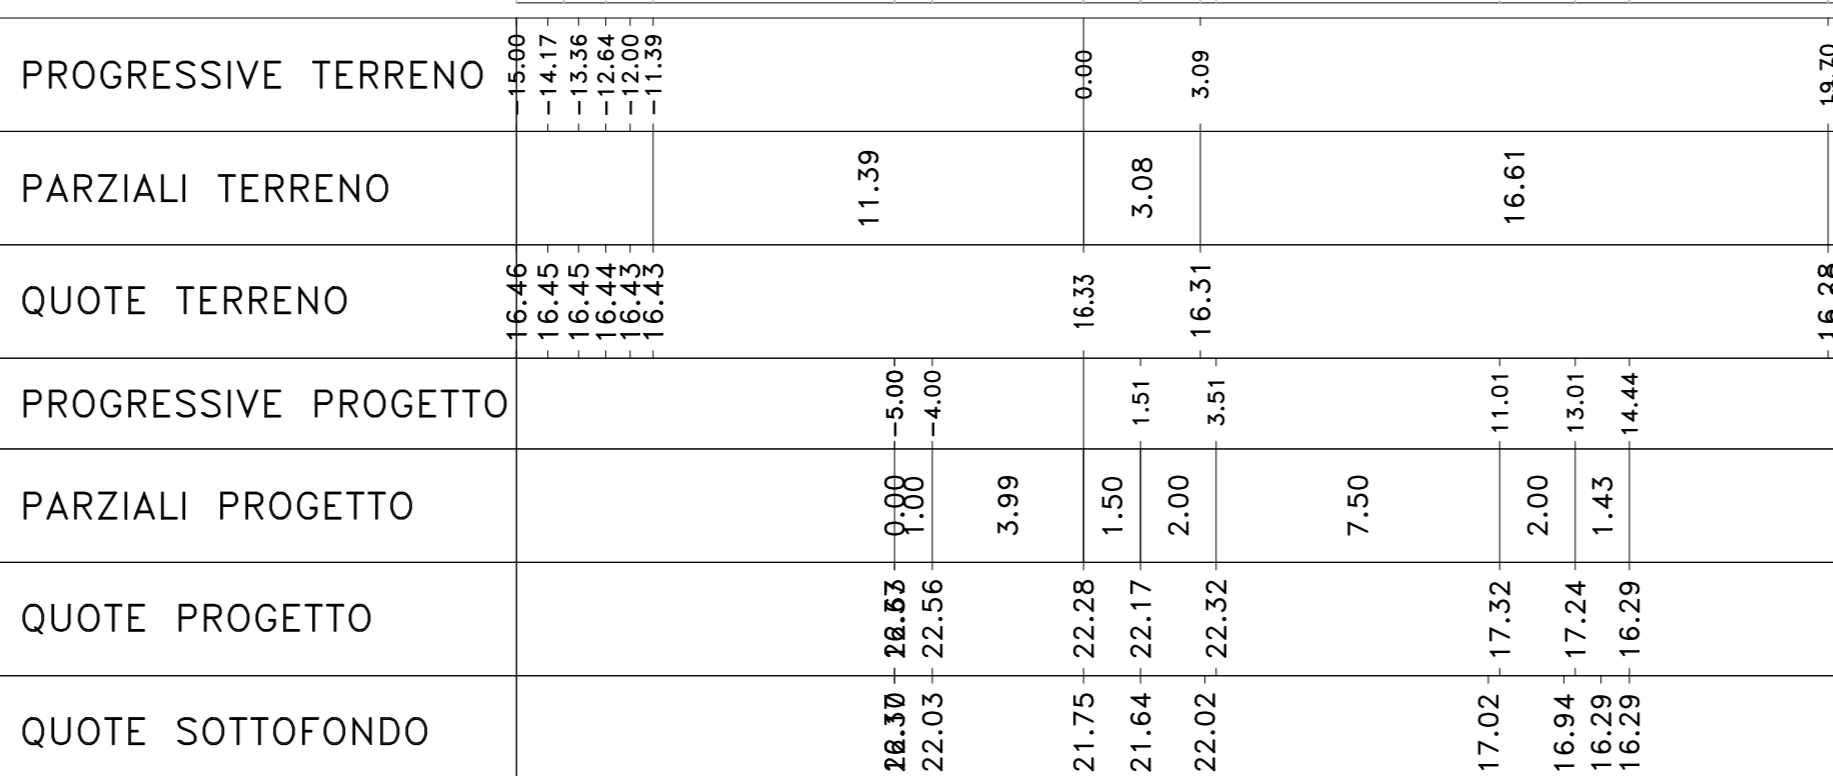 PROGRESSIVE TERRENO -15.00 -14.17 -13.36 -12.64 -12.00 -11.39 0.00 3.09 19.70
PARZIALI TERRENO 11.39 3.08 16.61
QUOTE TERRENO 16.46 16.45 16.45 16.44 16.43 16.43 16.33 16.31
PROGRESSIVE PROGETTO -5.00 -4.00 1.51 3.51 11.01 13.01 14.44
PARZIALI PROGETTO 0.00 1.00 3.99 1.50 2.00 7.50 2.00 1.43
QUOTE PROGETTO 22.56 22.28 22.17 22.32 17.32 17.24 16.29
QUOTE SOTTOFONDO 22.03 21.75 21.64 22.02 17.02 16.94 16.29 16.29